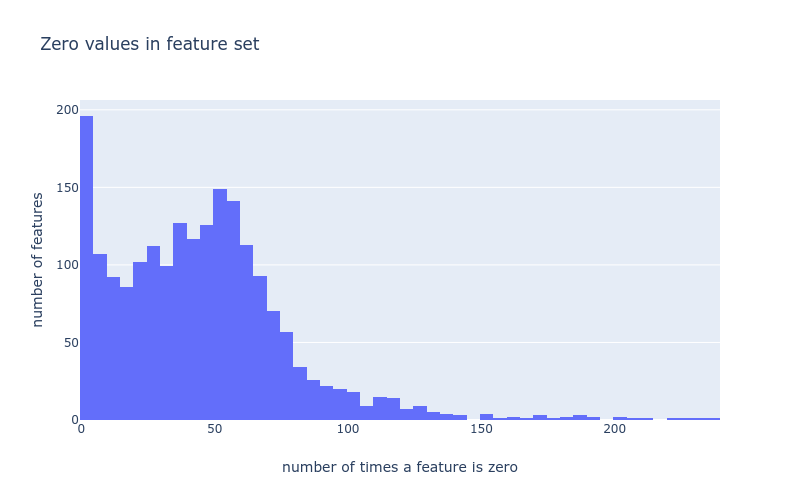 Zero values in feature set
200
150
100
50
0
number of features
0 50 100 150 200
number of times a feature is zero